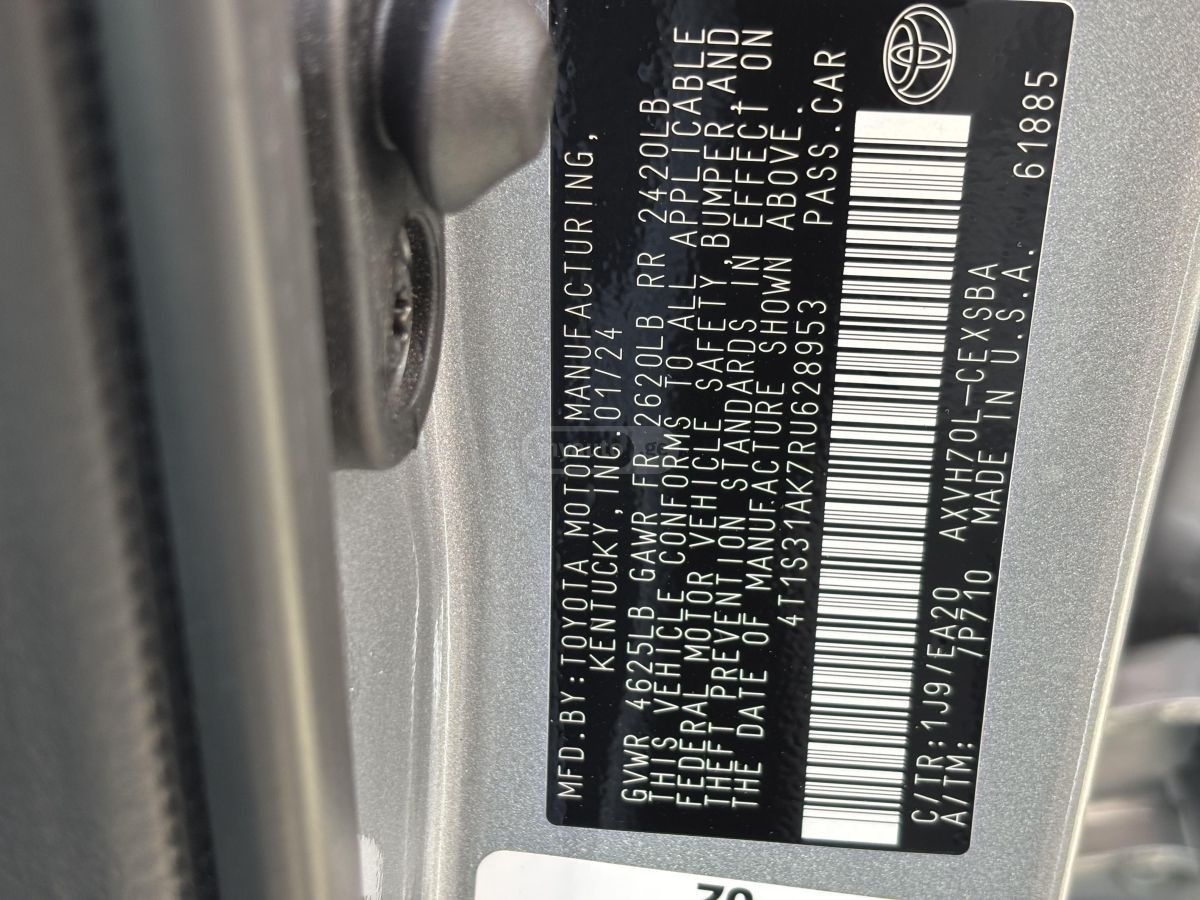 MFD.BY:TOYOTA MOTOR MANUFACTURING,
KENTUCKY,INC.01/24
GVWR 4625LB GAWR FR 2620LB RR 2420LB
THIS VEHICLE CONFORMS TO ALL APPLICABLE
FEDERAL MOTOR VEHICLE SAFETY,BUMPER,AND
THEFT PREVENTION STANDARDS IN EFFECT ON
THE DATE OF MANUFACTURE SHOWN ABOVE.
4T1S31AK7RU628953 PASS.CAR
C/TR:1J9/EA20 AXVH70L-CEXSBA 61885
A/TM: 7P710 MADE IN U.S.A.